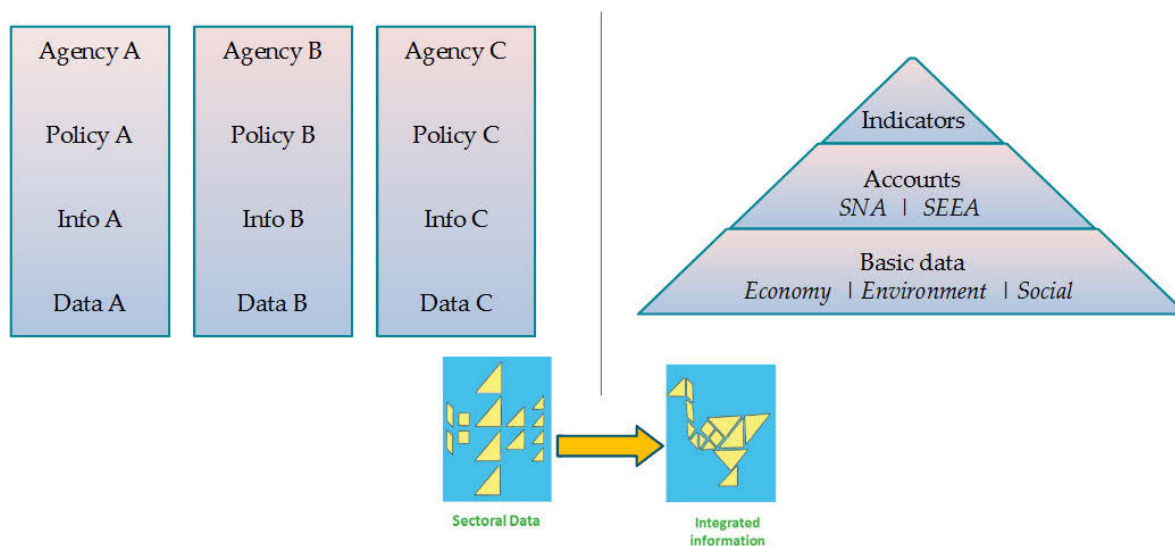 Agency A
Policy A
Info A
Data A
Agency B
Policy B
Info B
Data B
Agency C
Policy C
Info C
Data C
Indicators
Accounts
SNA | SEEA
Basic data
Economy | Environment | Social
Sectoral Data
Integrated
information